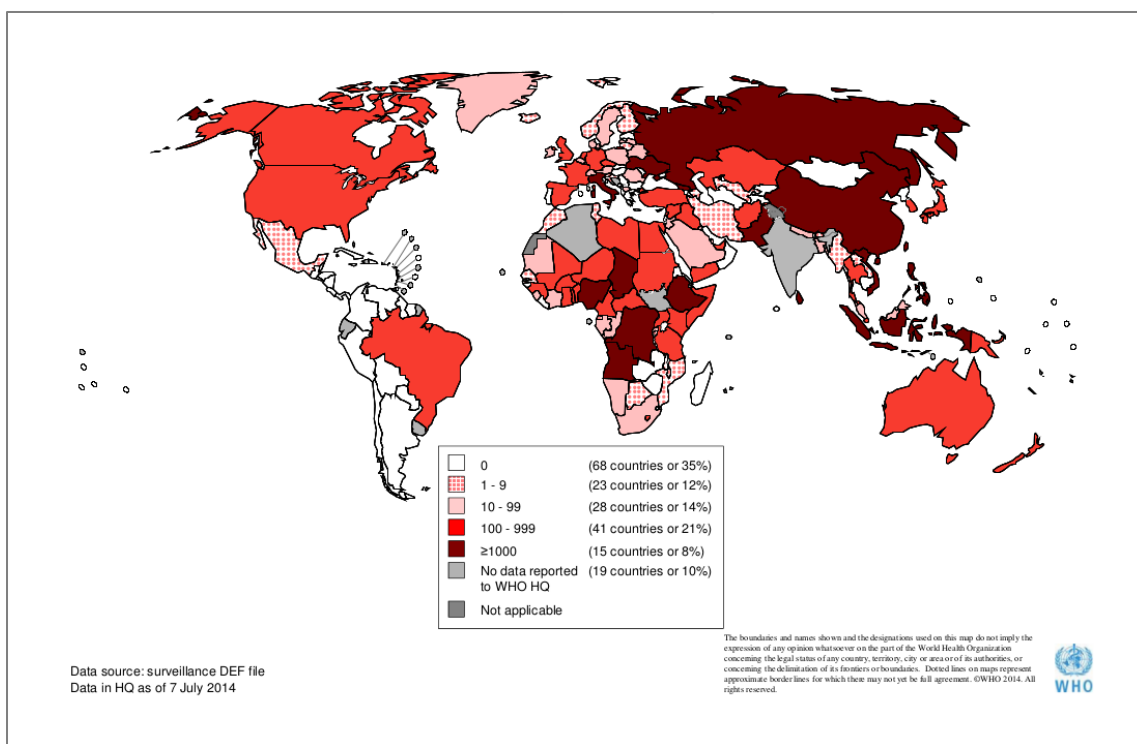 0 (68 countries or 35%)
1 - 9 (23 countries or 12%)
10 - 99 (28 countries or 14%)
100 - 999 (41 countries or 21%)
≥1000 (15 countries or 8%)
No data reported (19 countries or 10%)
to WHO HQ
Not applicable
The boundaries and names shown and the designations used on this map do not imply the
expression of any opinion whatsoever on the part of the World Health Organization
concerning the legal status of any country, territory, city or area or of its authorities, or
concerning the delimitation of its frontiers or boundaries. Dotted lines on maps represent
approximate border lines for which there may not yet be full agreement. ©WHO 2014. All
rights reserved.
Data source: surveillance DEF file
Data in HQ as of 7 July 2014
WHO